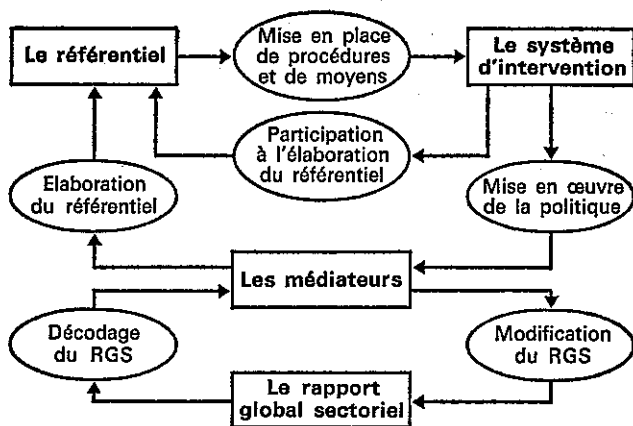 Le référentiel
Mise en place
de procédures
et de moyens
Le système
d'intervention
Participation
à l'élaboration
du référentiel
Elaboration
du référentiel
Mise en œuvre
de la politique
Les médiateurs
Décodage
du RGS
Modification
du RGS
Le rapport
global sectoriel